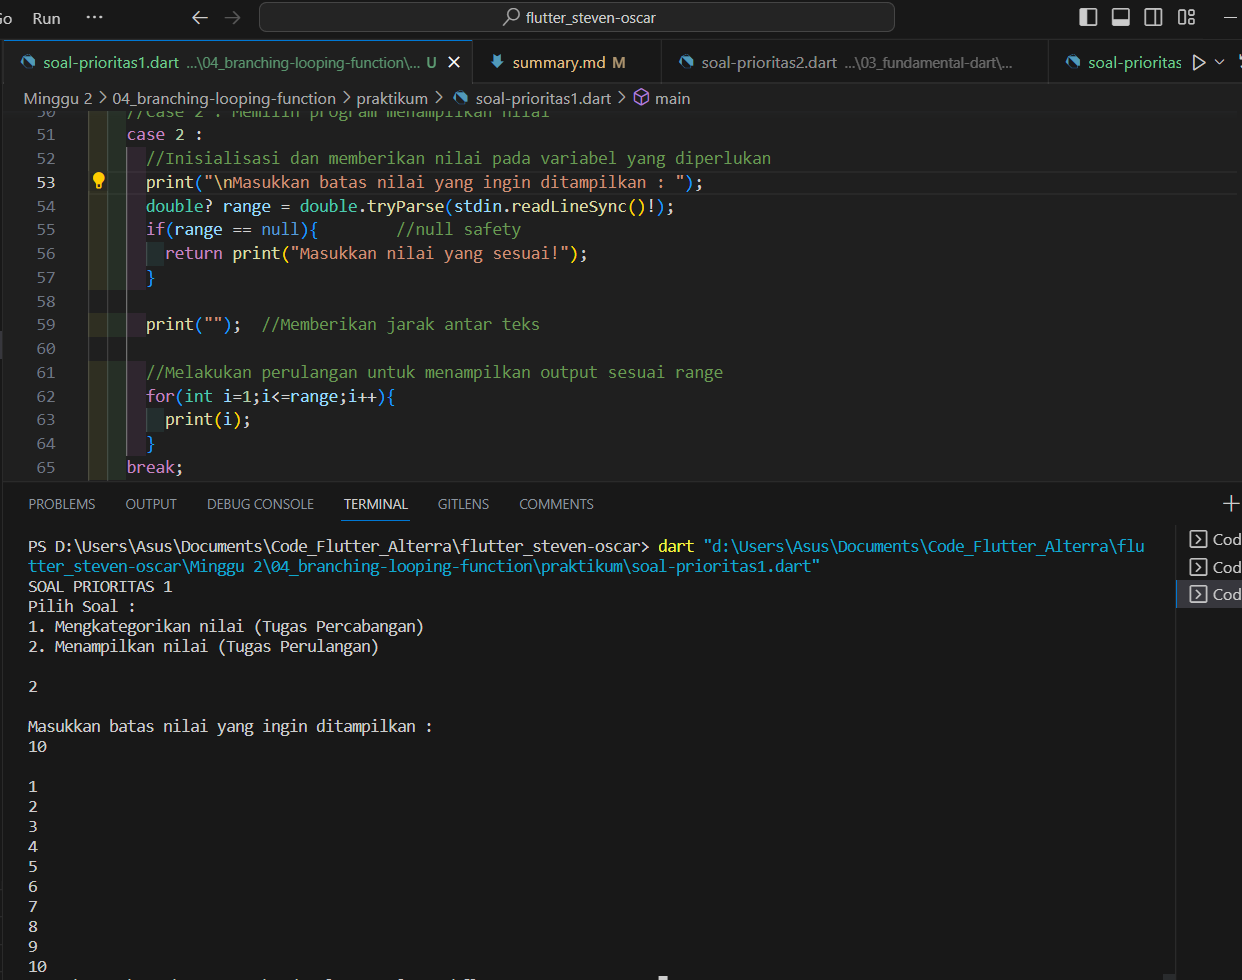 Go Run ··· flutter_steven-oscar
soal-prioritas1.dart ...\04_branching-looping-function\... U summary.md M soal-prioritas2.dart ...\03_fundamental-dart\... soal-prioritas
Minggu 2 > 04_branching-looping-function > praktikum > soal-prioritas1.dart > main
50 //Case 2 : Memilih program menampilkan nilai
51 case 2 :
52 //Inisialisasi dan memberikan nilai pada variabel yang diperlukan
53 print("\nMasukkan batas nilai yang ingin ditampilkan : ");
54 double? range = double.tryParse(stdin.readLineSync()!);
55 if(range == null){ //null safety
56 return print("Masukkan nilai yang sesuai!");
57 }
58
59 print(""); //Memberikan jarak antar teks
60
61 //Melakukan perulangan untuk menampilkan output sesuai range
62 for(int i=1;i<=range;i++){
63 print(i);
64 }
65 break;
PROBLEMS OUTPUT DEBUG CONSOLE TERMINAL GITLENS COMMENTS
PS D:\Users\Asus\Documents\Code_Flutter_Alterra\flutter_steven-oscar> dart "d:\Users\Asus\Documents\Code_Flutter_Alterra\flu
tter_steven-oscar\Minggu 2\04_branching-looping-function\praktikum\soal-prioritas1.dart"
SOAL PRIORITAS 1
Pilih Soal :
1. Mengkategorikan nilai (Tugas Percabangan)
2. Menampilkan nilai (Tugas Perulangan)
2
Masukkan batas nilai yang ingin ditampilkan :
10
1
2
3
4
5
6
7
8
9
10
Cod
Cod
Cod